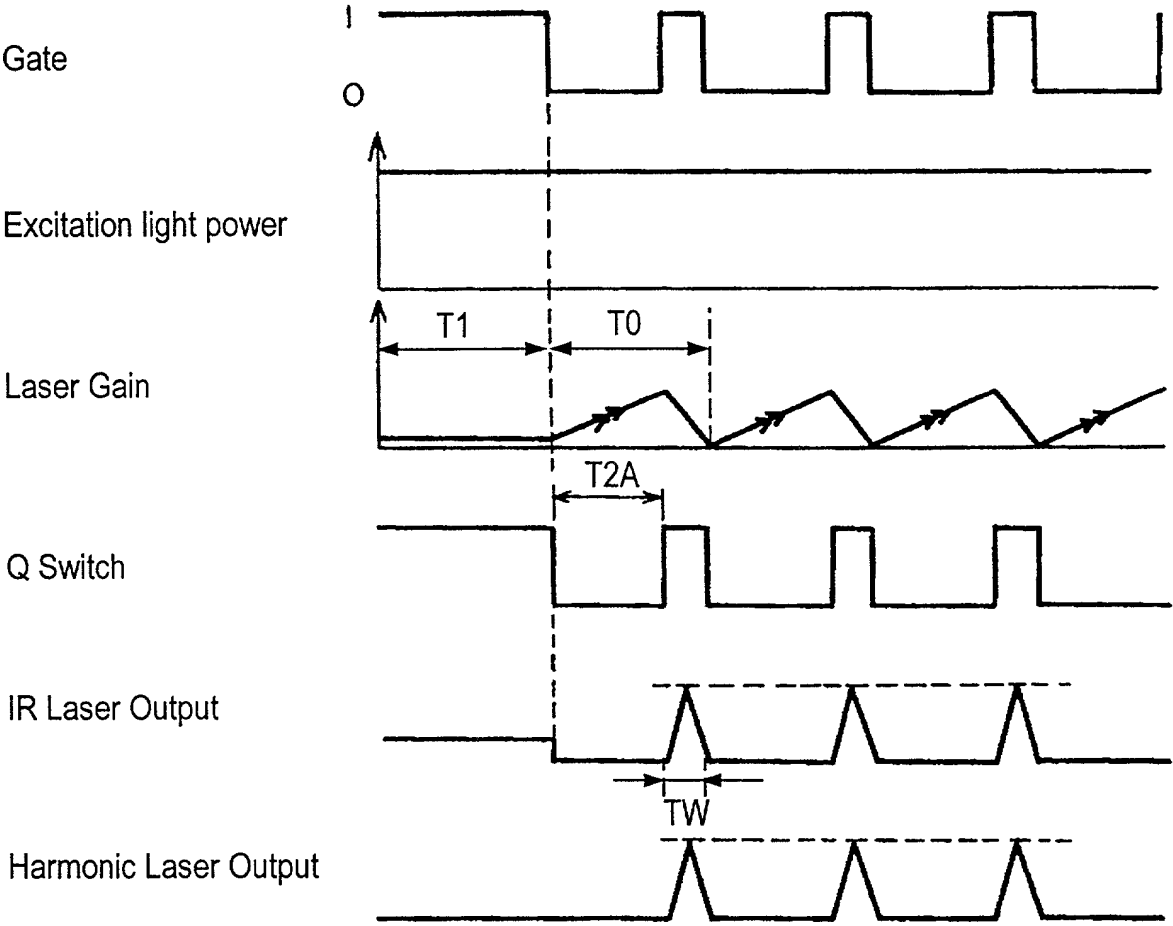 I
Gate
O
Excitation light power
T1
T0
Laser Gain
T2A
Q Switch
IR Laser Output
TW
Harmonic Laser Output